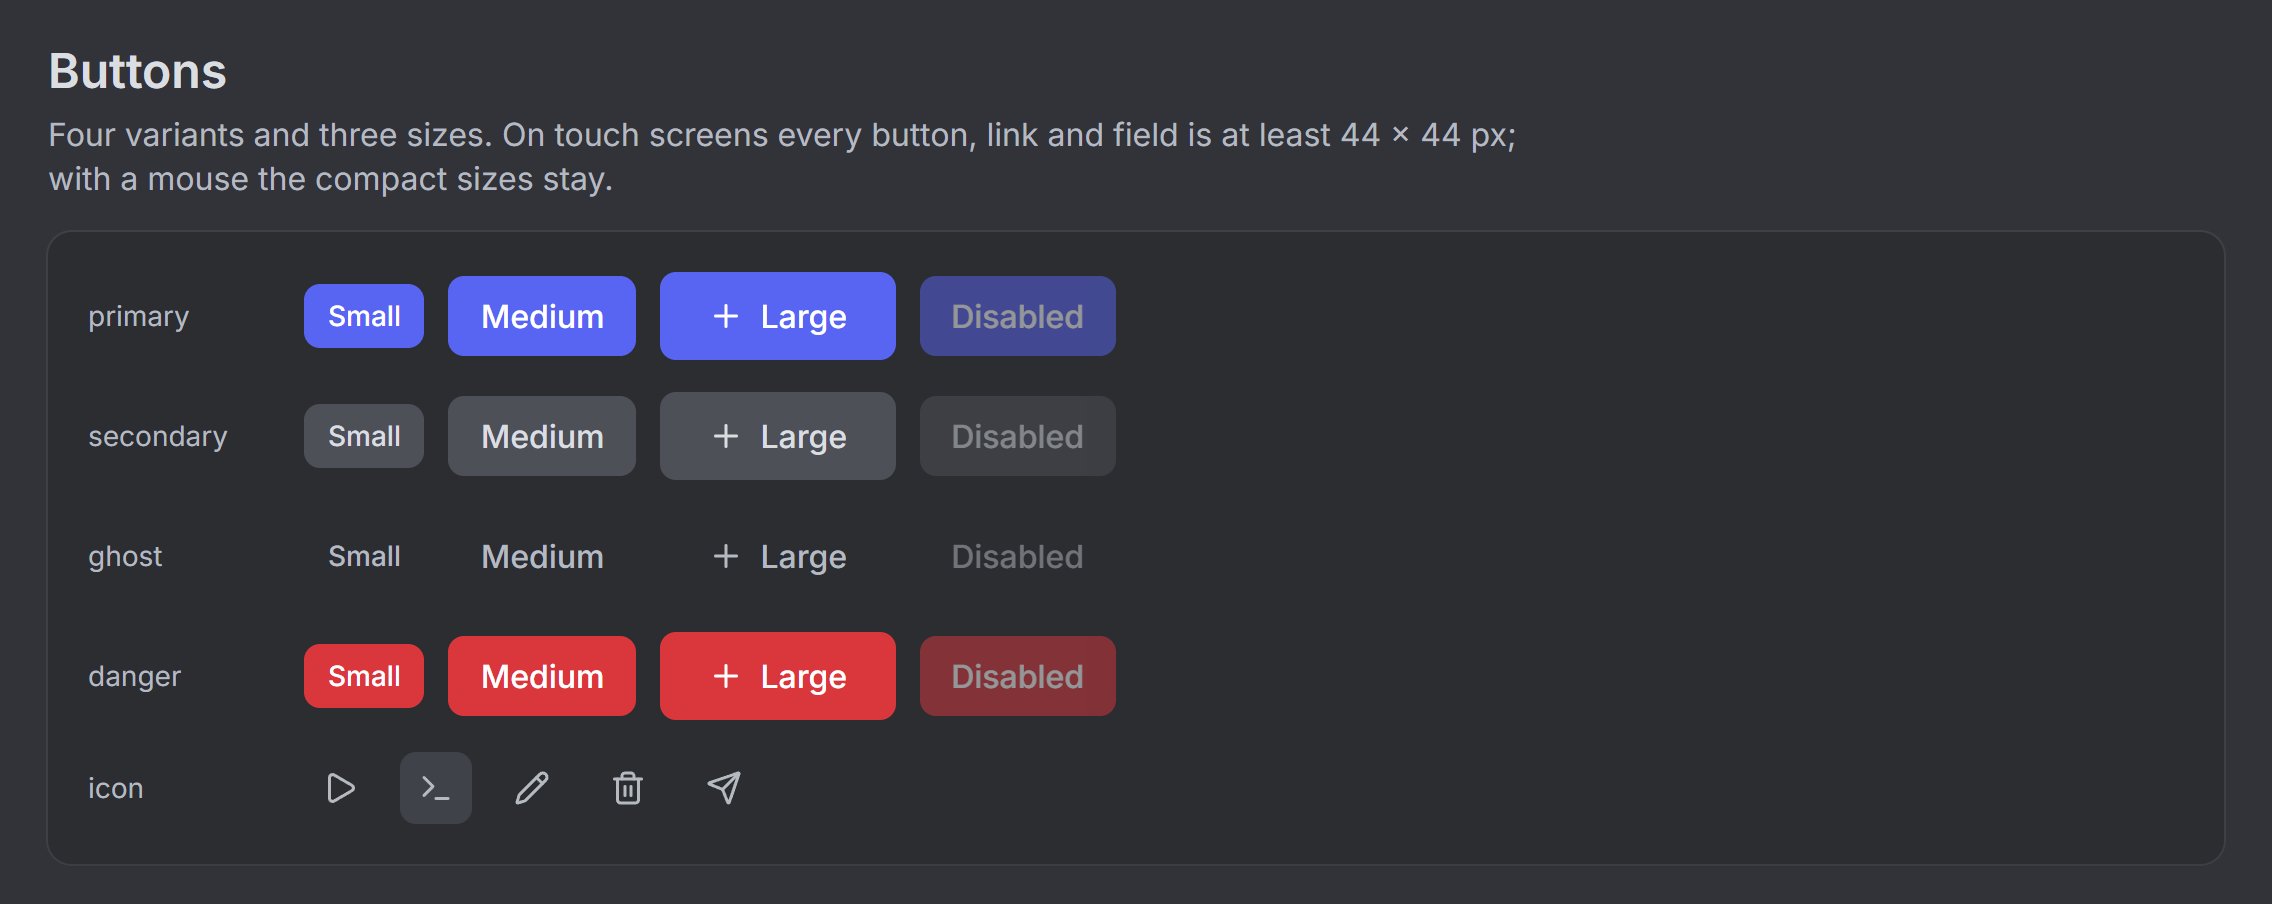 Buttons
Four variants and three sizes. On touch screens every button, link and field is at least 44 × 44 px;
with a mouse the compact sizes stay.
primary Small Medium + Large Disabled
secondary Small Medium + Large Disabled
ghost Small Medium + Large Disabled
danger Small Medium + Large Disabled
icon